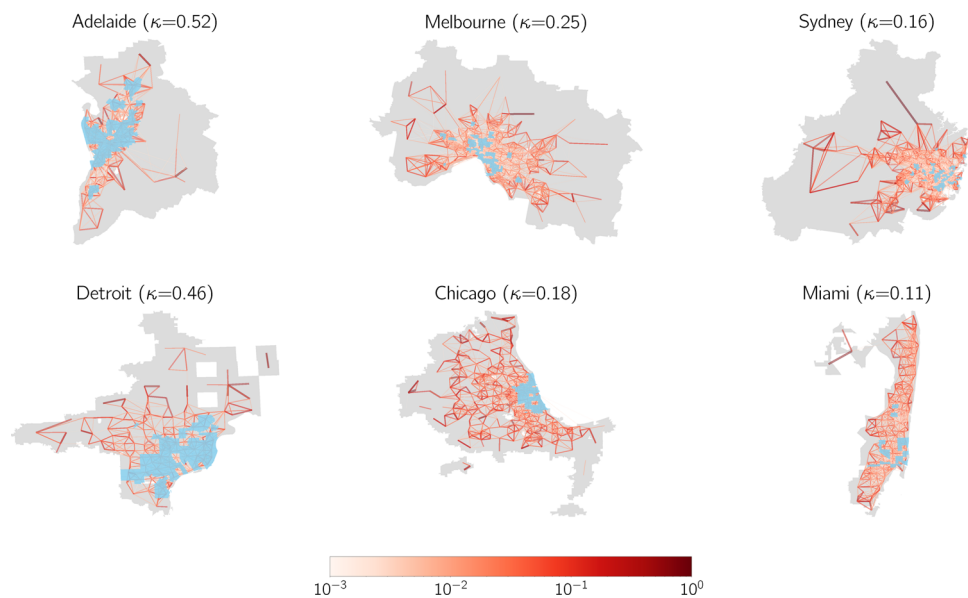 Adelaide (κ=0.52)
Melbourne (κ=0.25)
Sydney (κ=0.16)
Detroit (κ=0.46)
Chicago (κ=0.18)
Miami (κ=0.11)
10⁻³ 10⁻² 10⁻¹ 10⁰